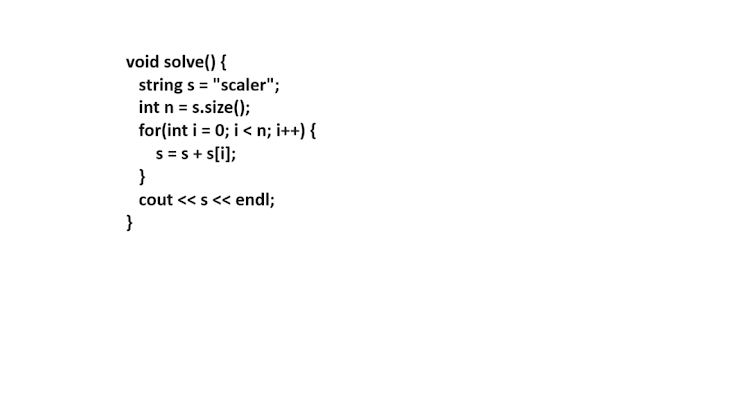 void solve() {
string s = "scaler";
int n = s.size();
for(int i = 0; i < n; i++) {
s = s + s[i];
}
cout << s << endl;
}